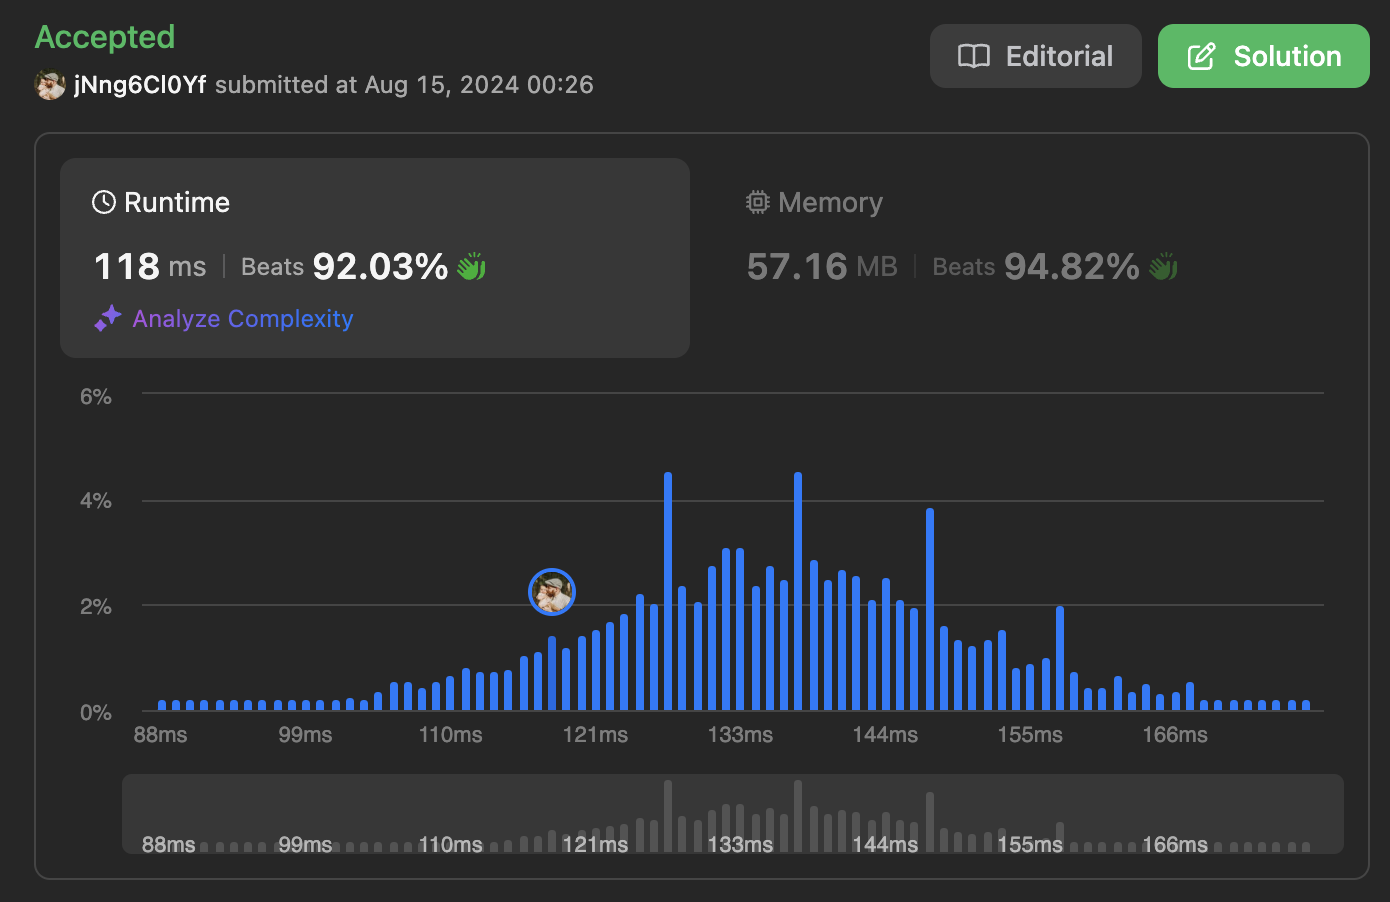 Accepted
Editorial
Solution
jNng6Cl0Yf submitted at Aug 15, 2024 00:26
Runtime
118 ms | Beats 92.03%
Analyze Complexity
Memory
57.16 MB | Beats 94.82%
6%
4%
2%
0%
88ms 99ms 110ms 121ms 133ms 144ms 155ms 166ms
88ms 99ms 110ms 121ms 133ms 144ms 155ms 166ms